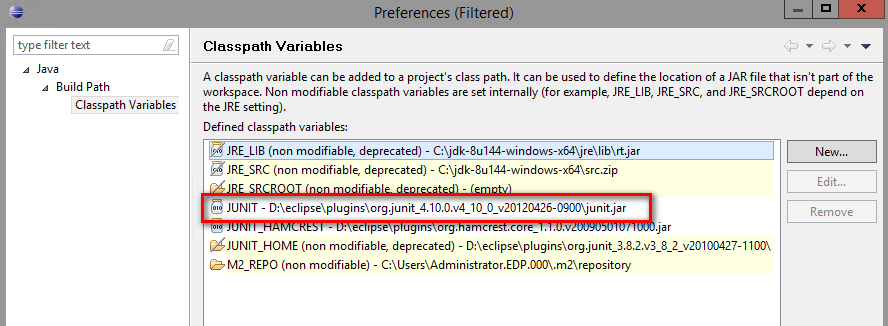 Preferences (Filtered)
type filter text
Java
Build Path
Classpath Variables
Classpath Variables
A classpath variable can be added to a project's class path. It can be used to define the location of a JAR file that isn't part of the
workspace. Non modifiable classpath variables are set internally (for example, JRE_LIB, JRE_SRC, and JRE_SRCROOT depend on
the JRE setting).
Defined classpath variables:
JRE_LIB (non modifiable, deprecated) - C:\jdk-8u144-windows-x64\jre\lib\rt.jar
JRE_SRC (non modifiable, deprecated) - C:\jdk-8u144-windows-x64\src.zip
JRE_SRCROOT (non modifiable, deprecated) - (empty)
JUNIT - D:\eclipse\plugins\org.junit_4.10.0.v4_10_0_v20120426-0900\junit.jar
JUNIT_HAMCREST - D:\eclipse\plugins\org.hamcrest.core_1.1.0.v20090501071000.jar
JUNIT_HOME (non modifiable, deprecated) - D:\eclipse\plugins\org.junit_3.8.2.v3_8_2_v20100427-1100\
M2_REPO (non modifiable) - C:\Users\Administrator.EDP.000\.m2\repository
New...
Edit...
Remove